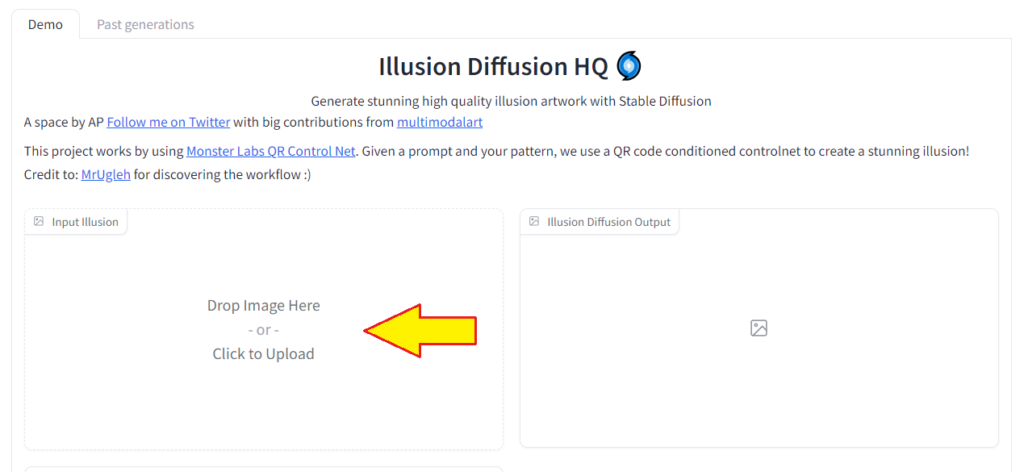 Demo Past generations
Illusion Diffusion HQ
Generate stunning high quality illusion artwork with Stable Diffusion
A space by AP Follow me on Twitter with big contributions from multimodalart
This project works by using Monster Labs QR Control Net. Given a prompt and your pattern, we use a QR code conditioned controlnet to create a stunning illusion!
Credit to: MrUgleh for discovering the workflow :)
Input Illusion
Drop Image Here
- or -
Click to Upload
Illusion Diffusion Output